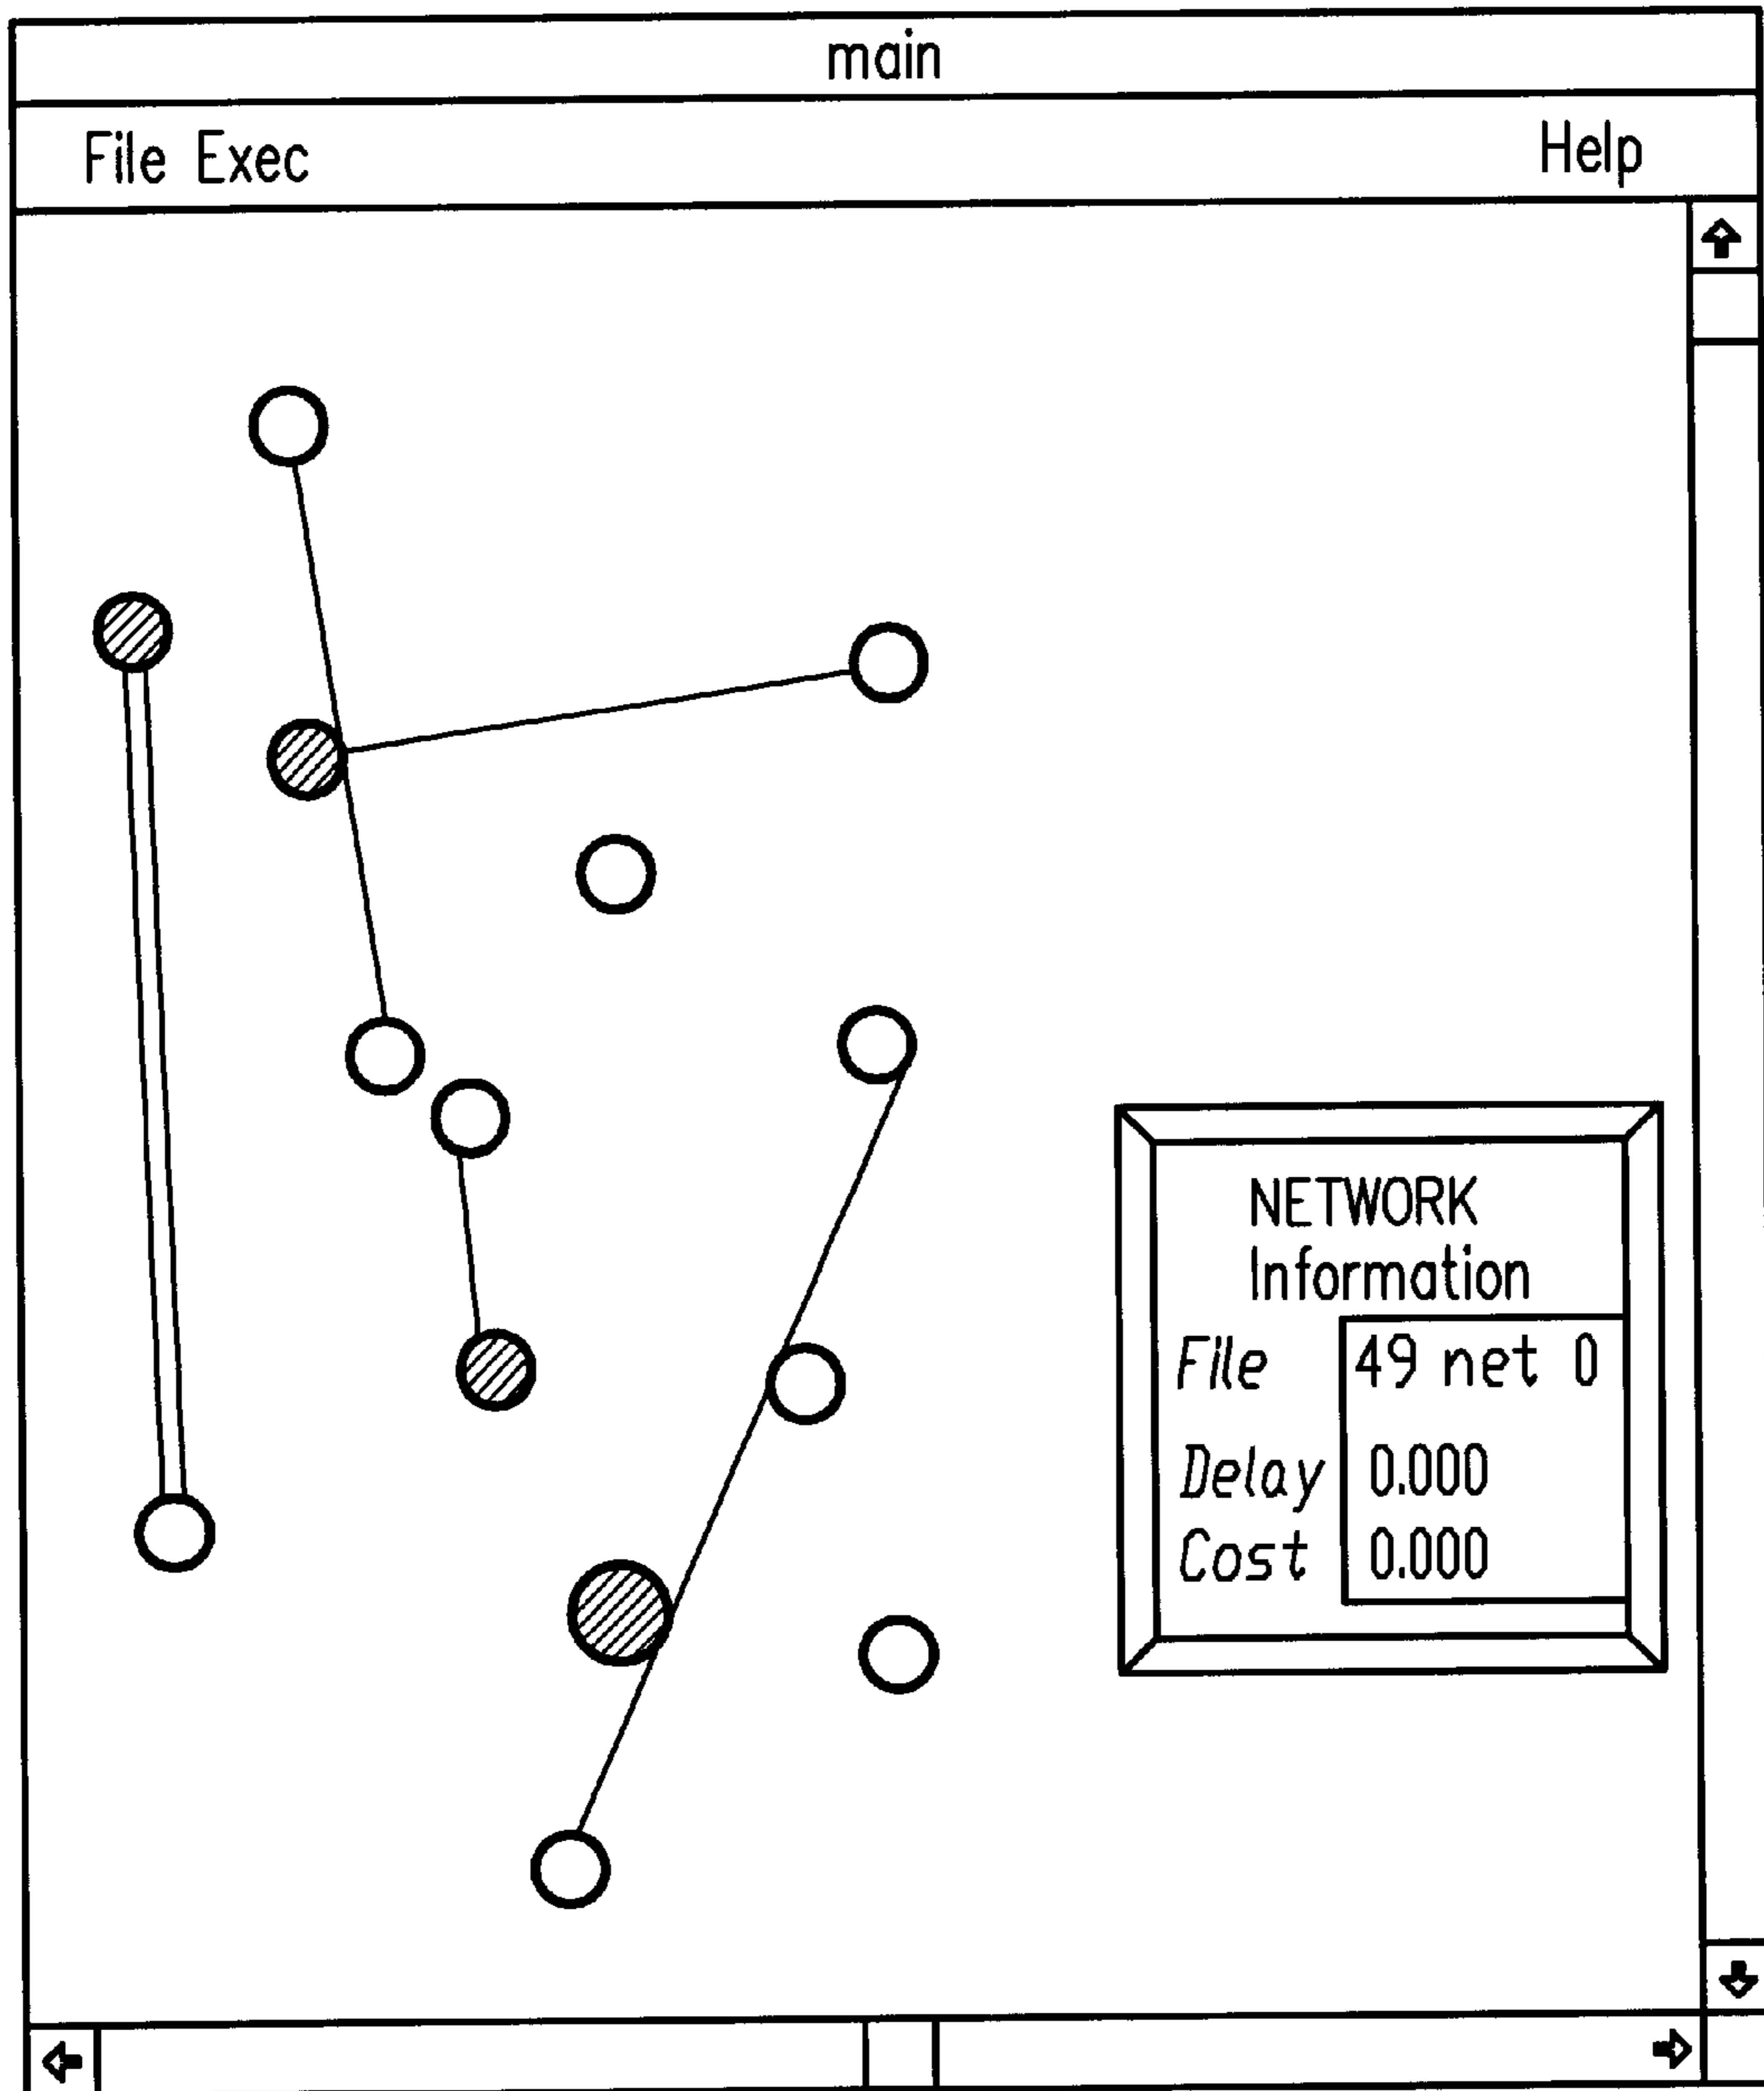 main
File Exec Help
NETWORK
Information
File 49 net 0
Delay 0.000
Cost 0.000